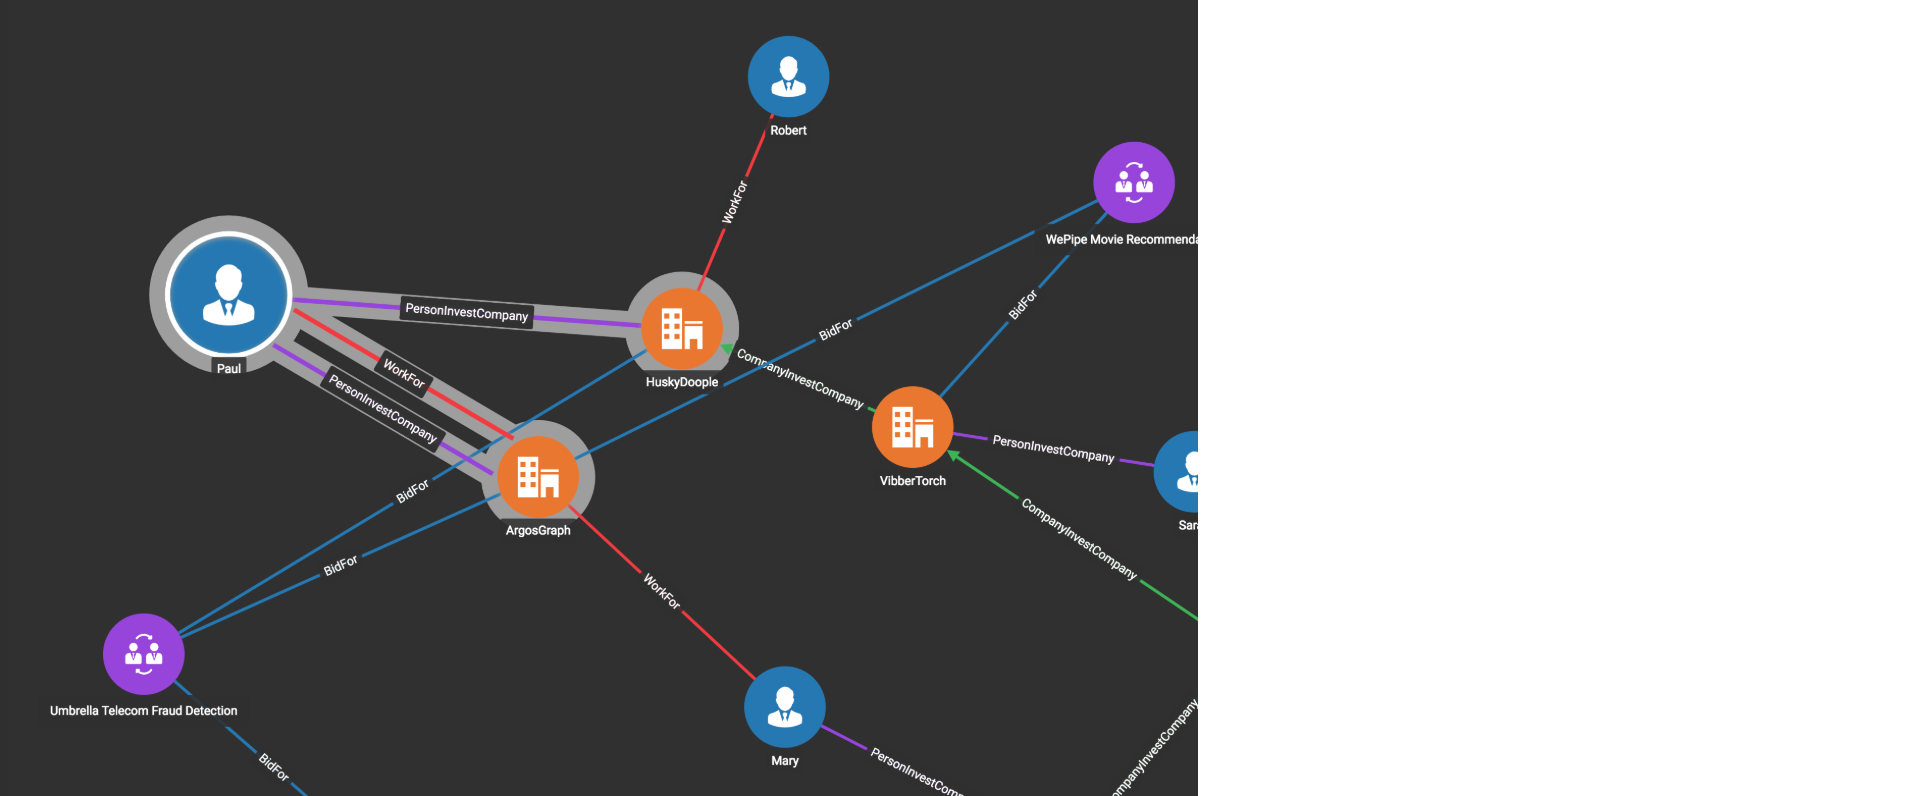 Robert
WorkFor
WePipe Movie Recommenda
PersonInvestCompany
BidFor
BidFor
CompanyInvestCompany
Paul
WorkFor
HuskyDoople
PersonInvestCompany
PersonInvestCompany
VibberTorch
BidFor
ArgosGraph
Sara
CompanyInvestCompany
BidFor
WorkFor
Umbrella Telecom Fraud Detection
Mary
BidFor
PersonInvestComp
ompanyInvestCompany